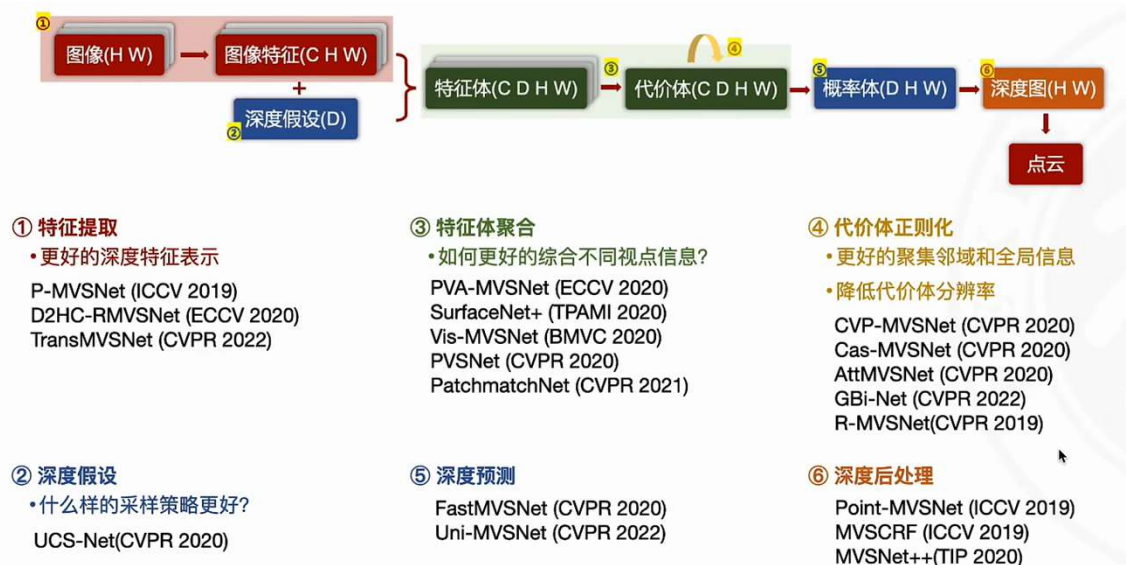 ①
图像(H W)
图像特征(C H W)
+
②
深度假设(D)
特征体(C D H W)
③
代价体(C D H W)
④
⑤
概率体(D H W)
⑥
深度图(H W)
点云
① 特征提取
•更好的深度特征表示
P-MVSNet (ICCV 2019)
D2HC-RMVSNet (ECCV 2020)
TransMVSNet (CVPR 2022)
③ 特征体聚合
•如何更好的综合不同视点信息?
PVA-MVSNet (ECCV 2020)
SurfaceNet+ (TPAMI 2020)
Vis-MVSNet (BMVC 2020)
PVSNet (CVPR 2020)
PatchmatchNet (CVPR 2021)
④ 代价体正则化
•更好的聚集邻域和全局信息
•降低代价体分辨率
CVP-MVSNet (CVPR 2020)
Cas-MVSNet (CVPR 2020)
AttMVSNet (CVPR 2020)
GBi-Net (CVPR 2022)
R-MVSNet(CVPR 2019)
② 深度假设
•什么样的采样策略更好?
UCS-Net(CVPR 2020)
⑤ 深度预测
FastMVSNet (CVPR 2020)
Uni-MVSNet (CVPR 2022)
⑥ 深度后处理
Point-MVSNet (ICCV 2019)
MVSCRF (ICCV 2019)
MVSNet++(TIP 2020)